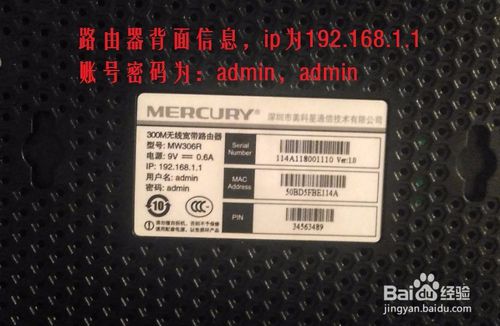 路由器背面信息，ip为192.168.1.1
账号密码为：admin，admin
MERCURY® 深圳市美科星通信技术有限公司
300M无线宽带路由器
型号: MW306R
电源: 9V ⎓ 0.6A
IP: 192.168.1.1
用户名: admin
密码: admin
Serial Number
114A118001110 Ver:1.0
MAC Address
50BD5FBE114A
PIN
34563489
10
CCC
Baidu经验
jingyan.baidu.com